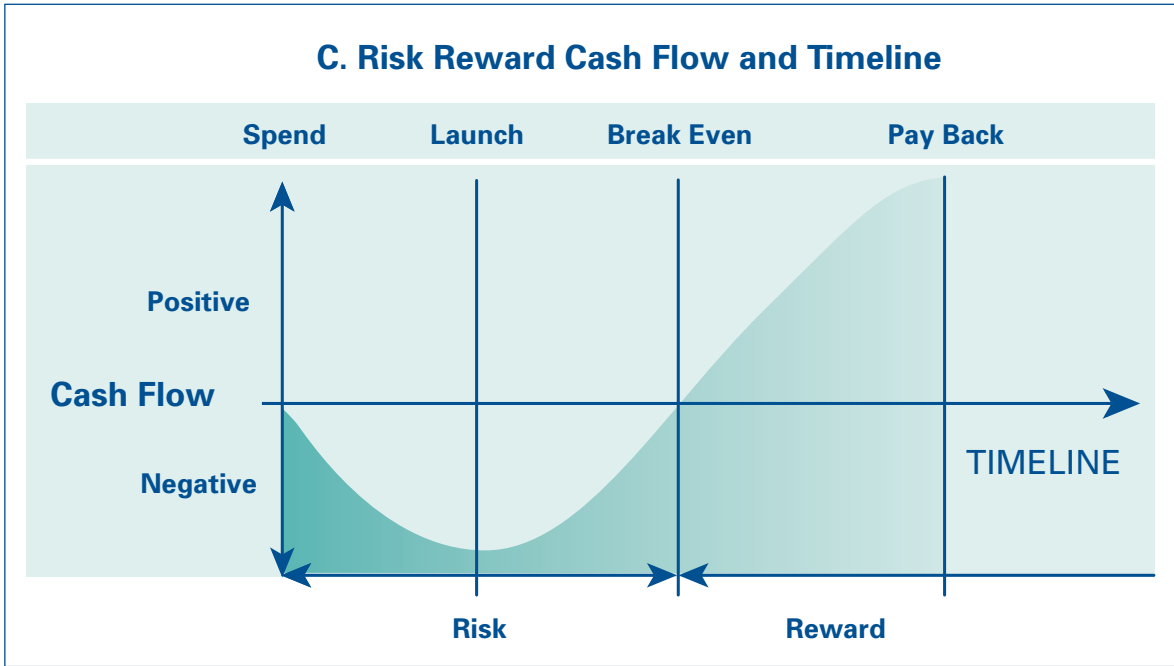 C. Risk Reward Cash Flow and Timeline
Spend Launch Break Even Pay Back
Positive
Cash Flow
Negative
TIMELINE
Risk Reward